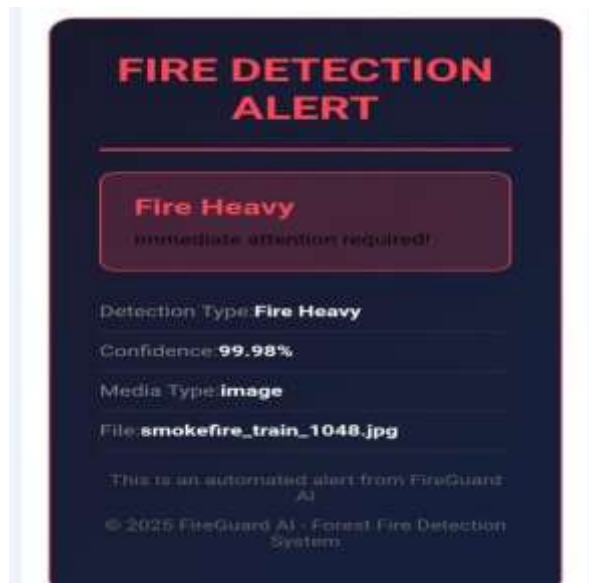 FIRE DETECTION
ALERT
Fire Heavy
Immediate attention required!
Detection Type:Fire Heavy
Confidence:99.98%
Media Type:image
File:smokefire_train_1048.jpg
This is an automated alert from FireGuard
AI
© 2025 FireGuard AI - Forest Fire Detection
System